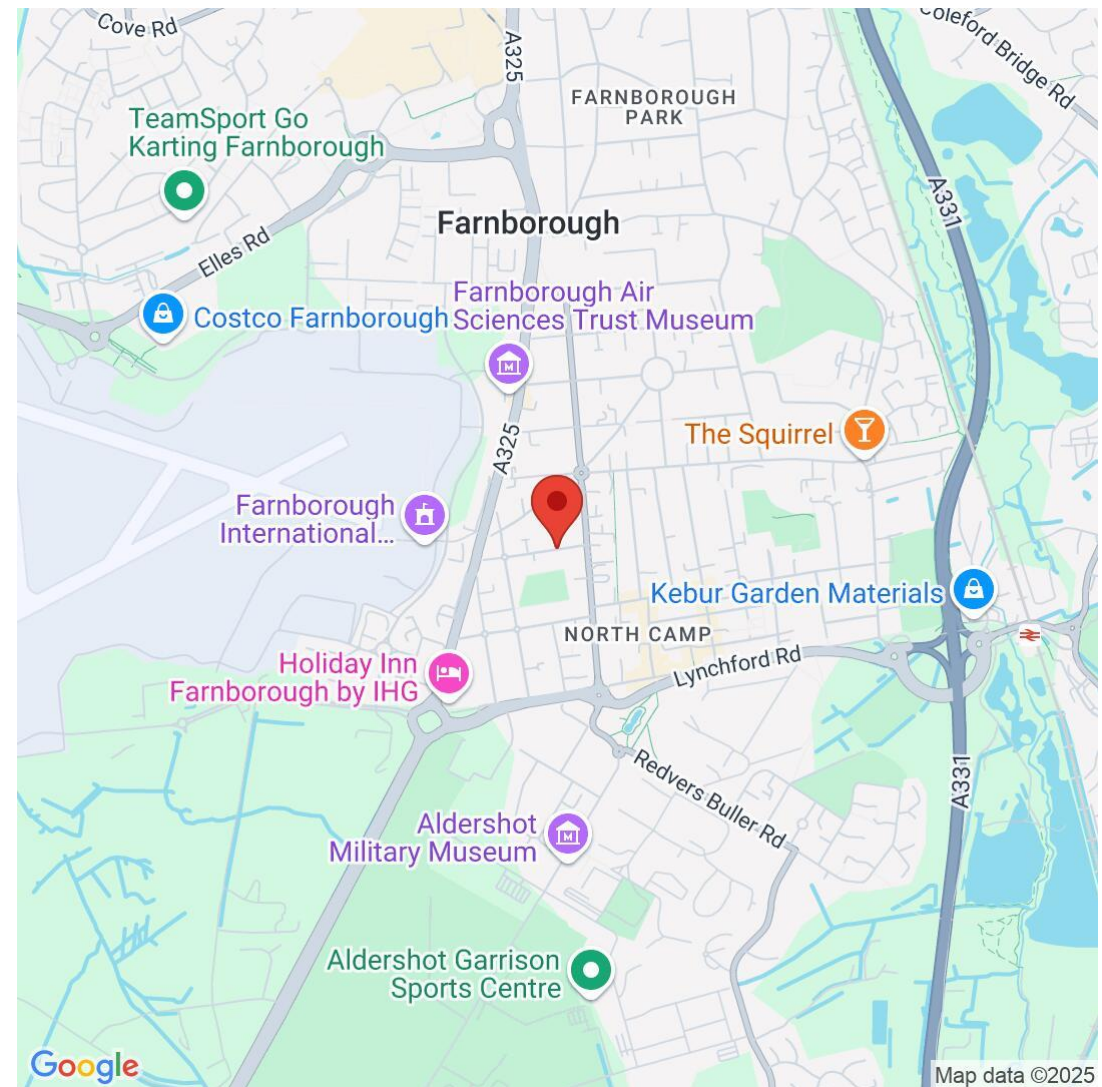 Cove Rd
A325
Coleford Bridge Rd
FARNBOROUGH
PARK
TeamSport Go
Karting Farnborough
A331
Farnborough
Elles Rd
Farnborough Air
Sciences Trust Museum
Costco Farnborough
The Squirrel
A325
Farnborough
International...
Kebur Garden Materials
NORTH CAMP
Lynchford Rd
Holiday Inn
Farnborough by IHG
Redvers Buller Rd
A331
Aldershot
Military Museum
Aldershot Garrison
Sports Centre
Google
Map data ©2025